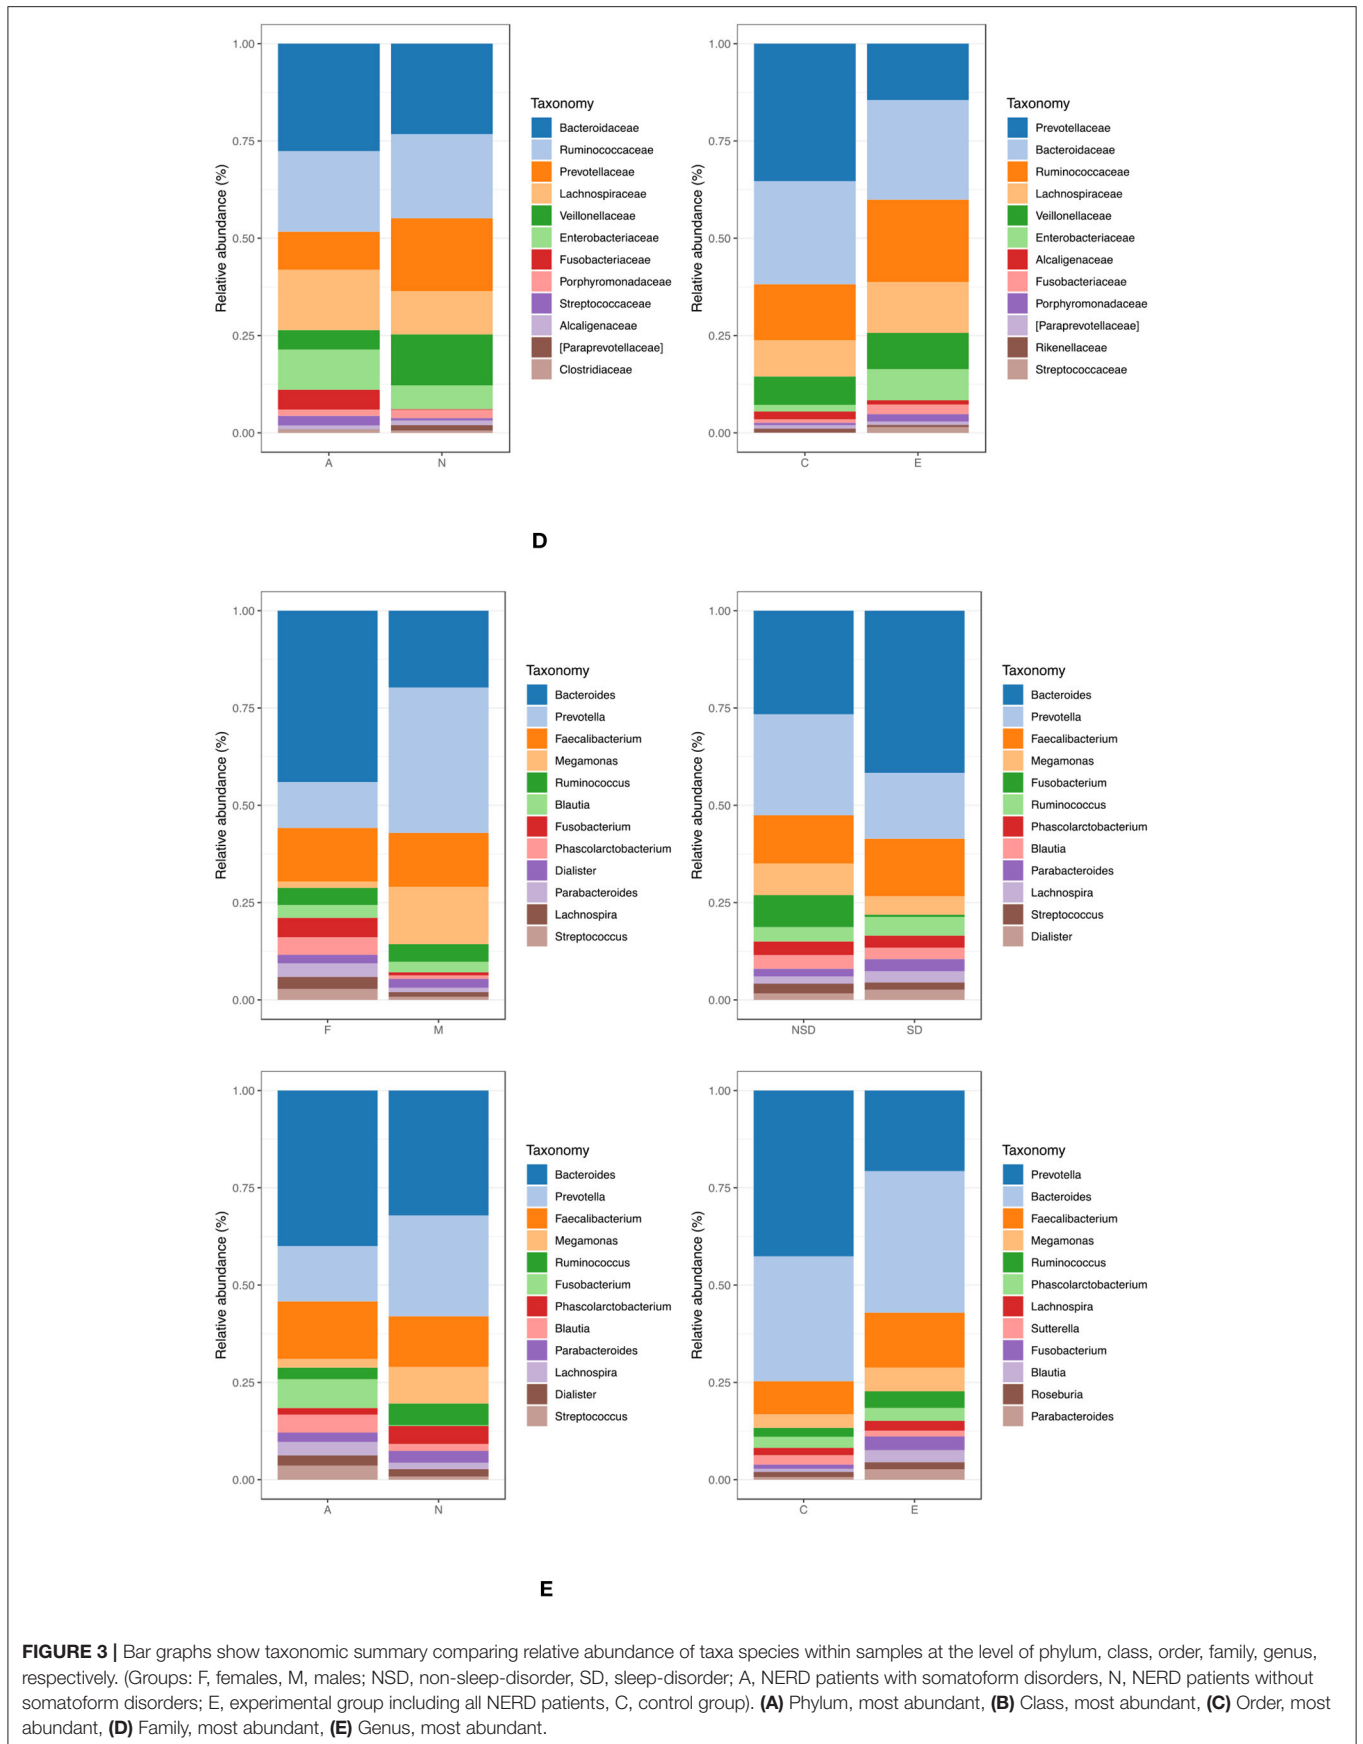 1.00
0.75
0.50
0.25
0.00
Relative abundance (%)
A
N
Taxonomy
Bacteroidaceae
Ruminococcaceae
Prevotellaceae
Lachnospiraceae
Veillonellaceae
Enterobacteriaceae
Fusobacteriaceae
Porphyromonadaceae
Streptococcaceae
Alcaligenaceae
[Paraprevotellaceae]
Clostridiaceae
1.00
0.75
0.50
0.25
0.00
Relative abundance (%)
C
E
Taxonomy
Prevotellaceae
Bacteroidaceae
Ruminococcaceae
Lachnospiraceae
Veillonellaceae
Enterobacteriaceae
Alcaligenaceae
Fusobacteriaceae
Porphyromonadaceae
[Paraprevotellaceae]
Rikenellaceae
Streptococcaceae
D
1.00
0.75
0.50
0.25
0.00
Relative abundance (%)
F
M
Taxonomy
Bacteroides
Prevotella
Faecalibacterium
Megamonas
Ruminococcus
Blautia
Fusobacterium
Phascolarctobacterium
Dialister
Parabacteroides
Lachnospira
Streptococcus
1.00
0.75
0.50
0.25
0.00
Relative abundance (%)
NSD
SD
Taxonomy
Bacteroides
Prevotella
Faecalibacterium
Megamonas
Fusobacterium
Ruminococcus
Phascolarctobacterium
Blautia
Parabacteroides
Lachnospira
Streptococcus
Dialister
1.00
0.75
0.50
0.25
0.00
Relative abundance (%)
A
N
Taxonomy
Bacteroides
Prevotella
Faecalibacterium
Megamonas
Ruminococcus
Fusobacterium
Phascolarctobacterium
Blautia
Parabacteroides
Lachnospira
Dialister
Streptococcus
1.00
0.75
0.50
0.25
0.00
Relative abundance (%)
C
E
Taxonomy
Prevotella
Bacteroides
Faecalibacterium
Megamonas
Ruminococcus
Phascolarctobacterium
Lachnospira
Sutterella
Fusobacterium
Blautia
Roseburia
Parabacteroides
E
FIGURE 3 | Bar graphs show taxonomic summary comparing relative abundance of taxa species within samples at the level of phylum, class, order, family, genus,
respectively. (Groups: F, females, M, males; NSD, non-sleep-disorder, SD, sleep-disorder; A, NERD patients with somatoform disorders, N, NERD patients without
somatoform disorders; E, experimental group including all NERD patients, C, control group). (A) Phylum, most abundant, (B) Class, most abundant, (C) Order, most
abundant, (D) Family, most abundant, (E) Genus, most abundant.